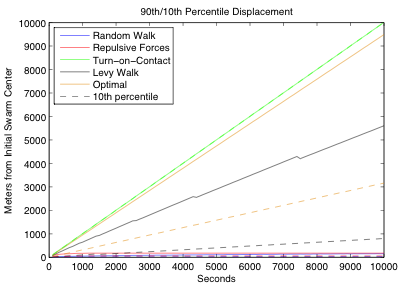 90th/10th Percentile Displacement
10000
9000
8000
7000
6000
5000
4000
3000
2000
1000
0
Meters from Initial Swarm Center
Random Walk
Repulsive Forces
Turn-on-Contact
Levy Walk
Optimal
10th percentile
0 1000 2000 3000 4000 5000 6000 7000 8000 9000 10000
Seconds